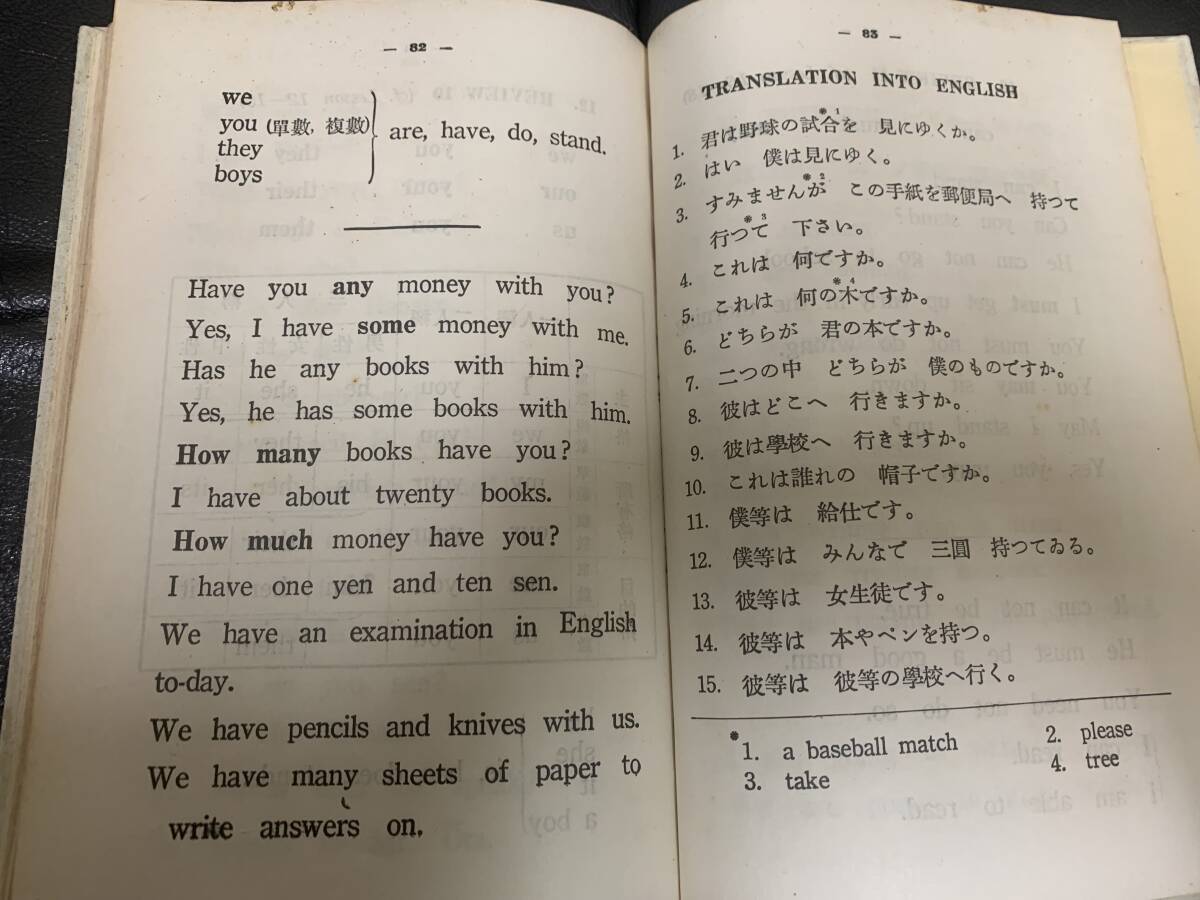 — 82 —
we
you (單數, 複數)
they
boys
are, have, do, stand.
Have you any money with you?
Yes, I have some money with me.
Has he any books with him?
Yes, he has some books with him.
How many books have you?
I have about twenty books.
How much money have you?
I have one yen and ten sen.
We have an examination in English
to-day.
We have pencils and knives with us.
We have many sheets of paper to
write answers on.
— 83 —
TRANSLATION INTO ENGLISH
1. 君は野球の試合を※1 見にゆくか。
2. はい 僕は見にゆく。
3. すみませんが※2 この手紙を郵便局へ 持つて
行つて※3 下さい。
4. これは 何ですか。
5. これは 何の木※4ですか。
6. どちらが 君の本ですか。
7. 二つの中 どちらが 僕のものですか。
8. 彼はどこへ 行きますか。
9. 彼は學校へ 行きますか。
10. これは誰れの 帽子ですか。
11. 僕等は 給仕です。
12. 僕等は みんなで 三圓 持つてゐる。
13. 彼等は 女生徒です。
14. 彼等は 本やペンを持つ。
15. 彼等は 彼等の學校へ行く。
※1. a baseball match 2. please
3. take 4. tree